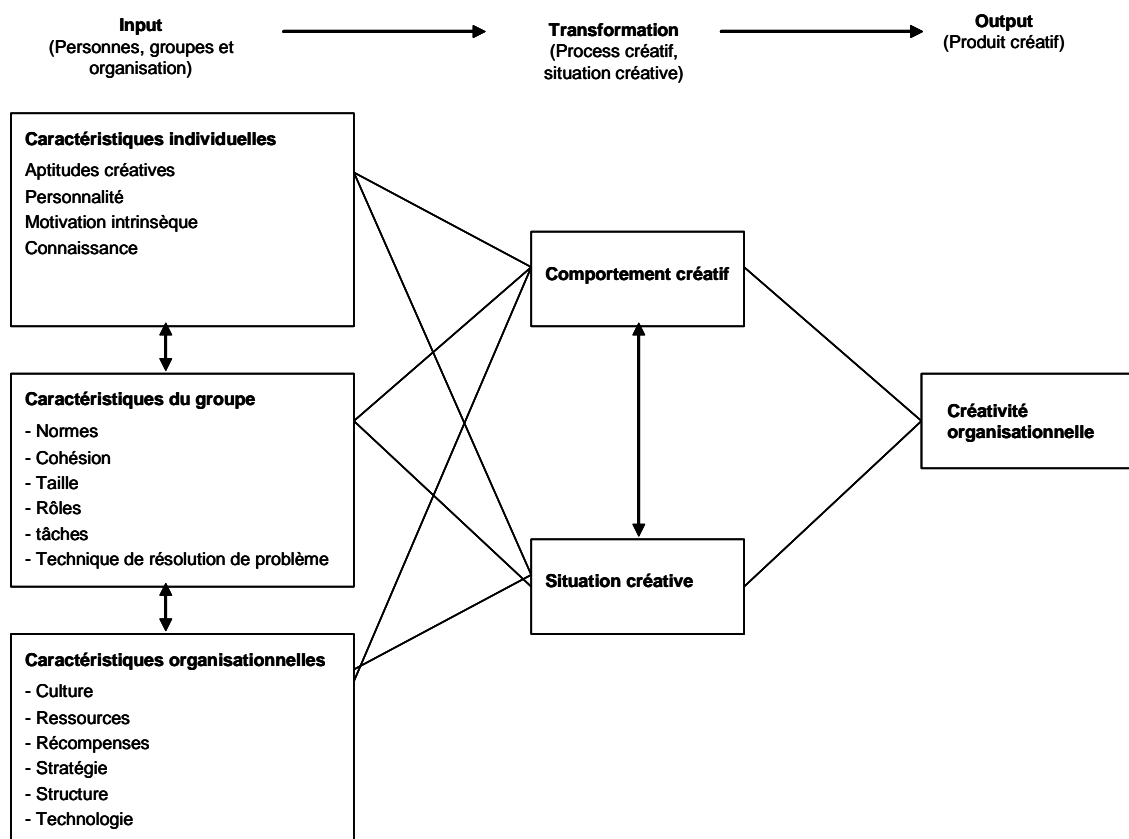 Input
(Personnes, groupes et
organisation)
Transformation
(Process créatif,
situation créative)
Output
(Produit créatif)
Caractéristiques individuelles
Aptitudes créatives
Personnalité
Motivation intrinsèque
Connaissance
Caractéristiques du groupe
- Normes
- Cohésion
- Taille
- Rôles
- tâches
- Technique de résolution de problème
Caractéristiques organisationnelles
- Culture
- Ressources
- Récompenses
- Stratégie
- Structure
- Technologie
Comportement créatif
Situation créative
Créativité
organisationnelle